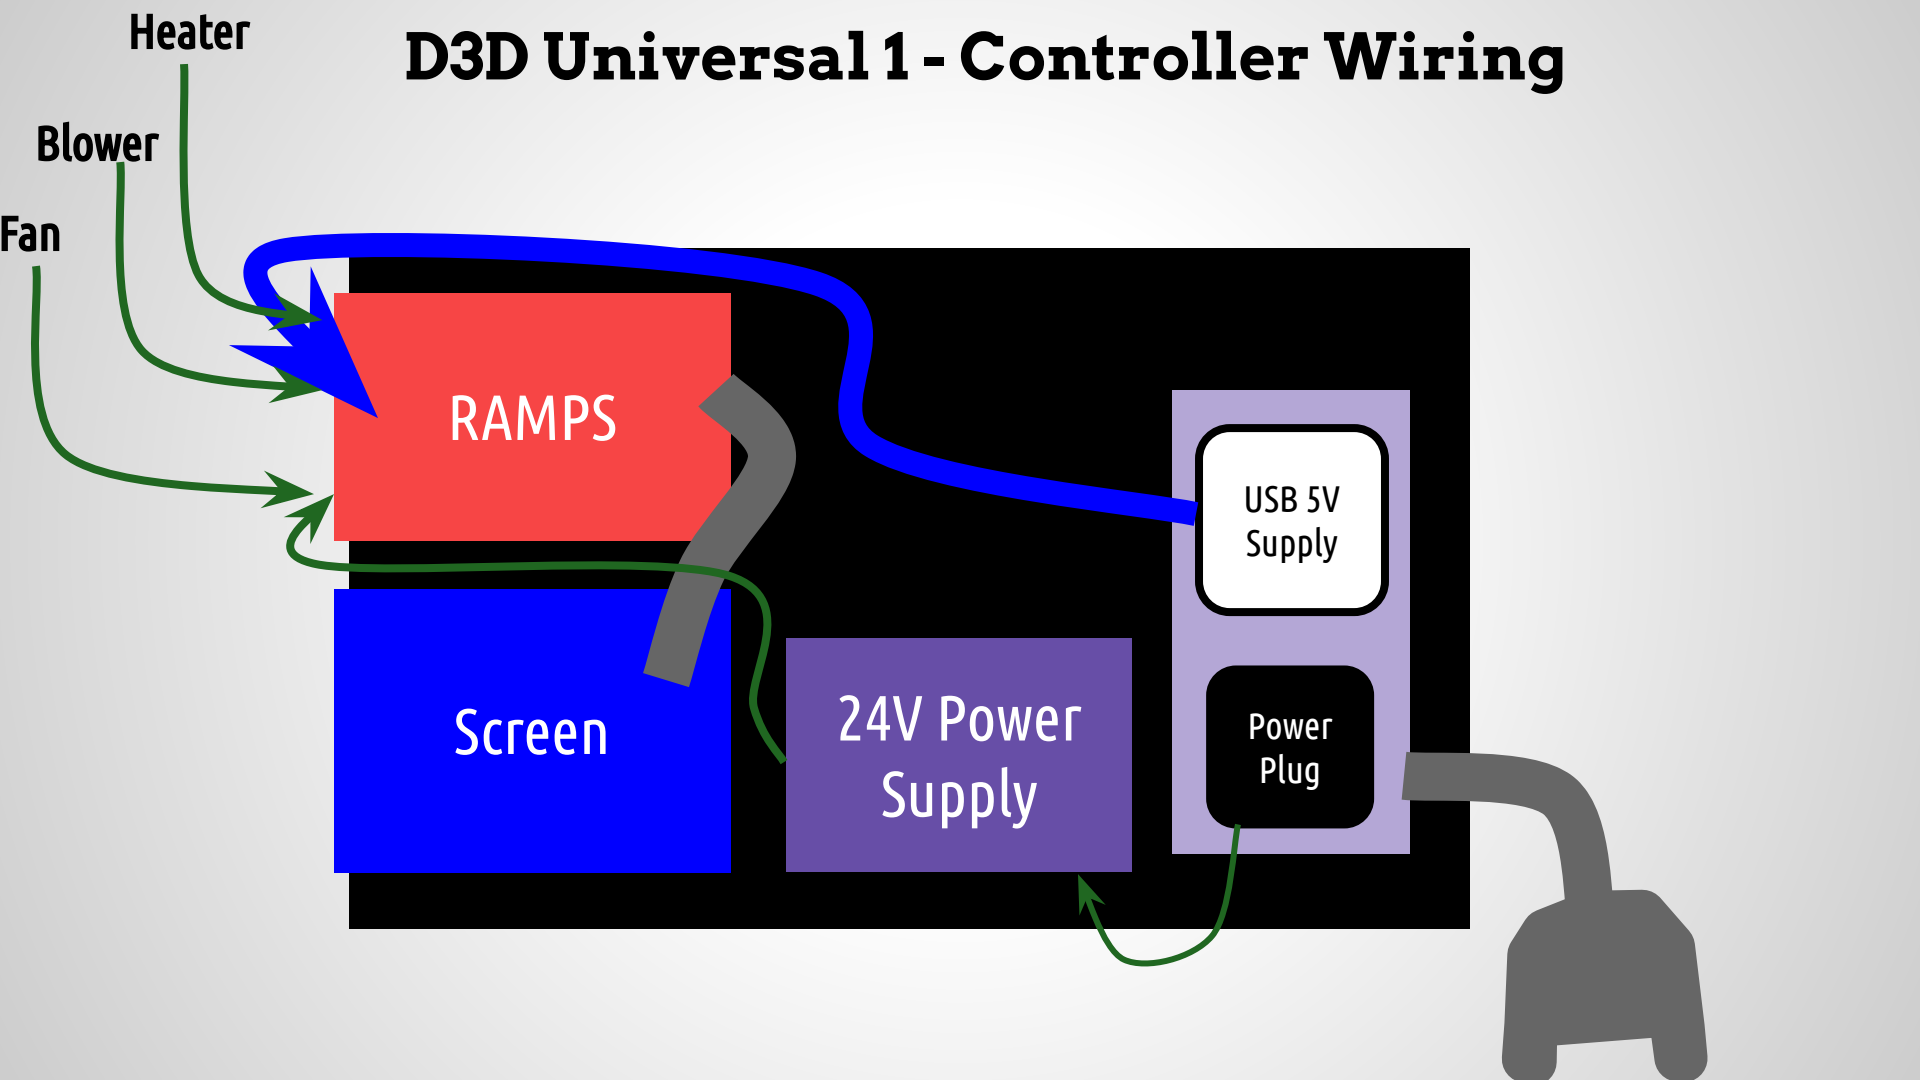 D3D Universal 1 - Controller Wiring
Heater
Blower
Fan
RAMPS
USB 5V
Supply
Screen
24V Power
Supply
Power
Plug